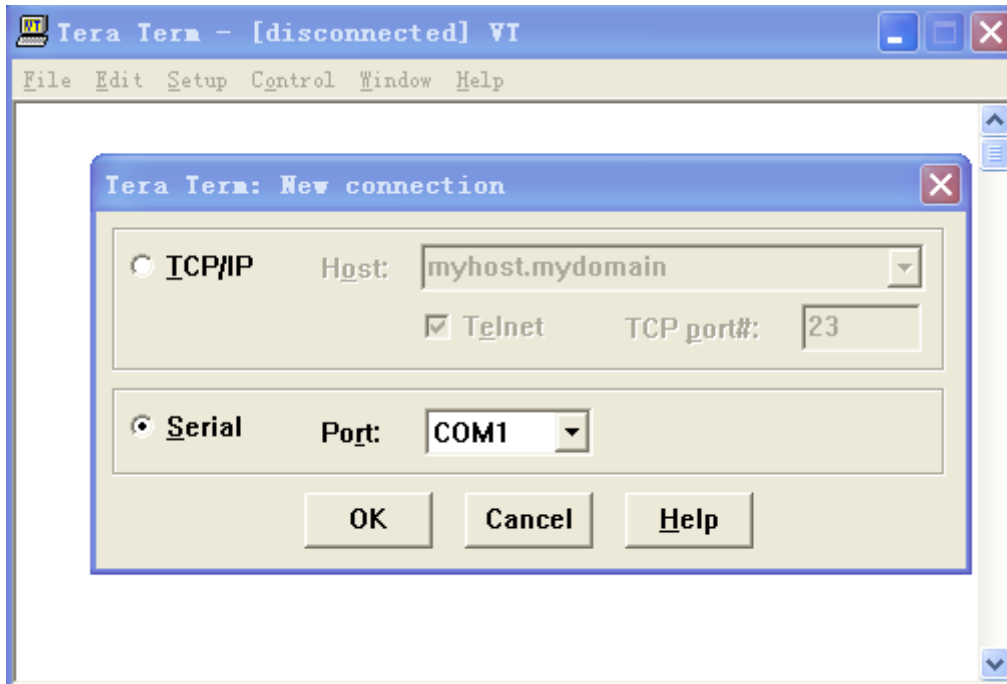 Tera Term - [disconnected] VT
File Edit Setup Control Window Help
Tera Term: New connection
TCP/IP Host: myhost.mydomain
Telnet TCP port#: 23
Serial Port: COM1
OK Cancel Help